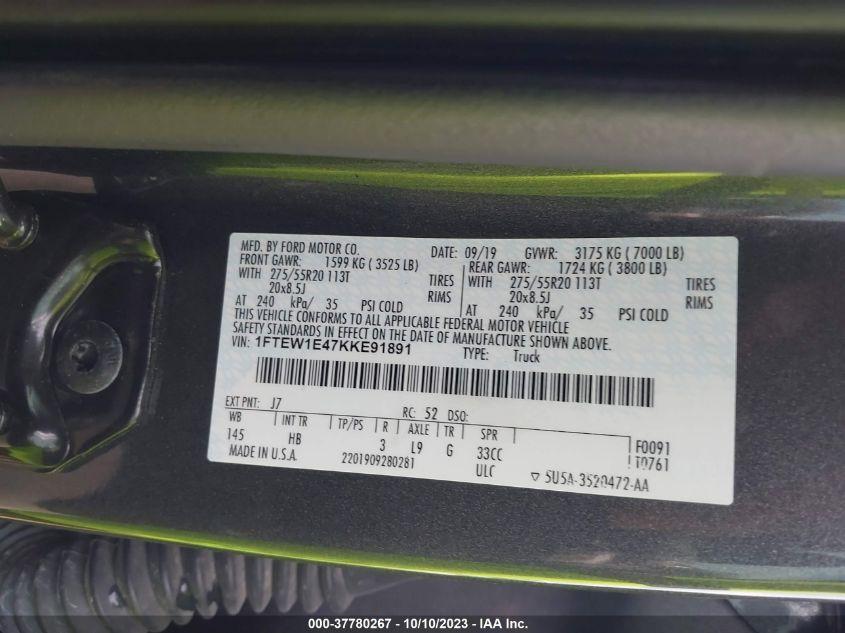 MFD. BY FORD MOTOR CO. DATE: 09/19 GVWR: 3175 KG (7000 LB)
FRONT GAWR: 1599 KG (3525 LB) REAR GAWR: 1724 KG (3800 LB)
WITH 275/55R20 113T TIRES WITH 275/55R20 113T TIRES
20x8.5J RIMS 20x8.5J RIMS
AT 240 kPa/ 35 PSI COLD AT 240 kPa/ 35 PSI COLD
THIS VEHICLE CONFORMS TO ALL APPLICABLE FEDERAL MOTOR VEHICLE
SAFETY STANDARDS IN EFFECT ON THE DATE OF MANUFACTURE SHOWN ABOVE.
VIN: 1FTEW1E47KKE91891 TYPE: Truck
EXT PNT: J7 RC: 52 DSO:
WB INT TR TP/PS R AXLE TR SPR F0091
145 HB 3 L9 G 33CC T0761
MADE IN U.S.A. 2201909280281 ULC ▽ 5U5A-3520472-AA
000-37780267 - 10/10/2023 - IAA Inc.